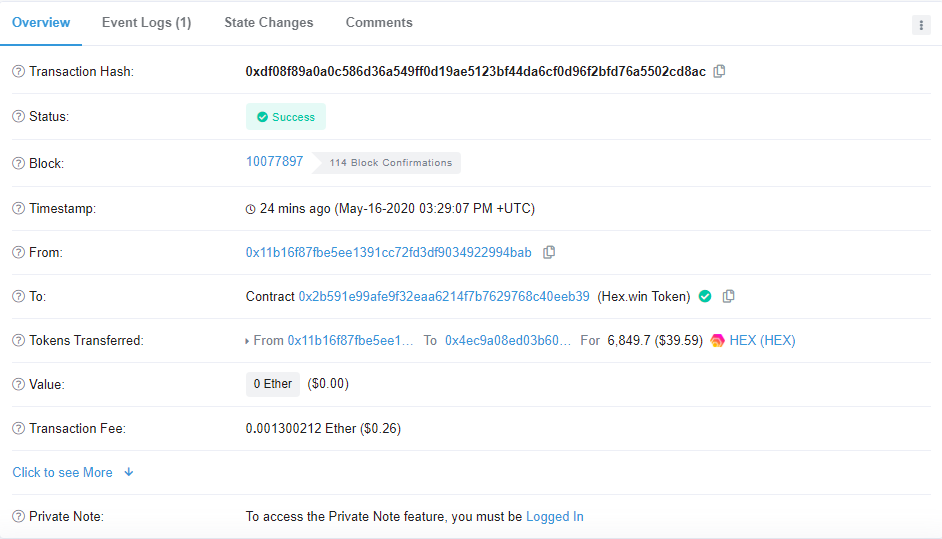 Overview Event Logs (1) State Changes Comments
Transaction Hash: 0xdf08f89a0a0c586d36a549ff0d19ae5123bf44da6cf0d96f2bfd76a5502cd8ac
Status: Success
Block: 10077897 114 Block Confirmations
Timestamp: 24 mins ago (May-16-2020 03:29:07 PM +UTC)
From: 0x11b16f87fbe5ee1391cc72fd3df9034922994bab
To: Contract 0x2b591e99afe9f32eaa6214f7b7629768c40eeb39 (Hex.win Token)
Tokens Transferred: From 0x11b16f87fbe5ee1... To 0x4ec9a08ed03b60... For 6,849.7 ($39.59) HEX (HEX)
Value: 0 Ether ($0.00)
Transaction Fee: 0.001300212 Ether ($0.26)
Click to see More
Private Note: To access the Private Note feature, you must be Logged In